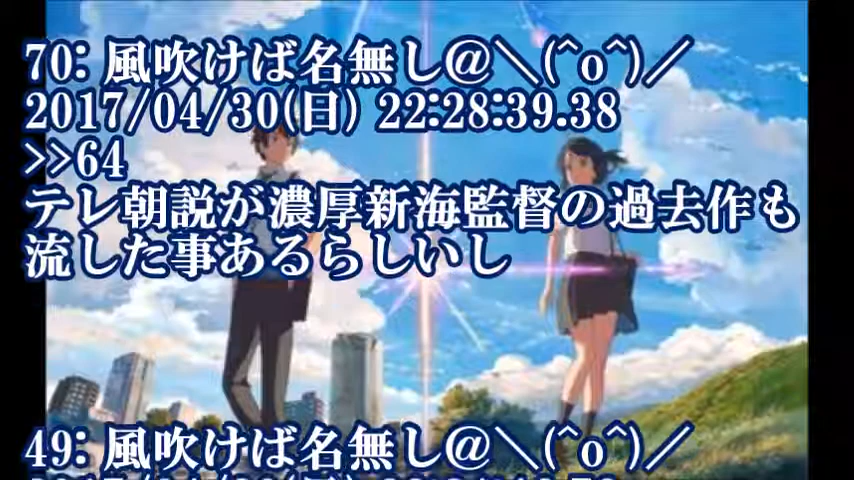 70: 風吹けば名無し@＼(^o^)／
2017/04/30(日) 22:28:39.38
>>64
テレ朝説が濃厚新海監督の過去作も
流した事あるらしいし
49: 風吹けば名無し@＼(^o^)／